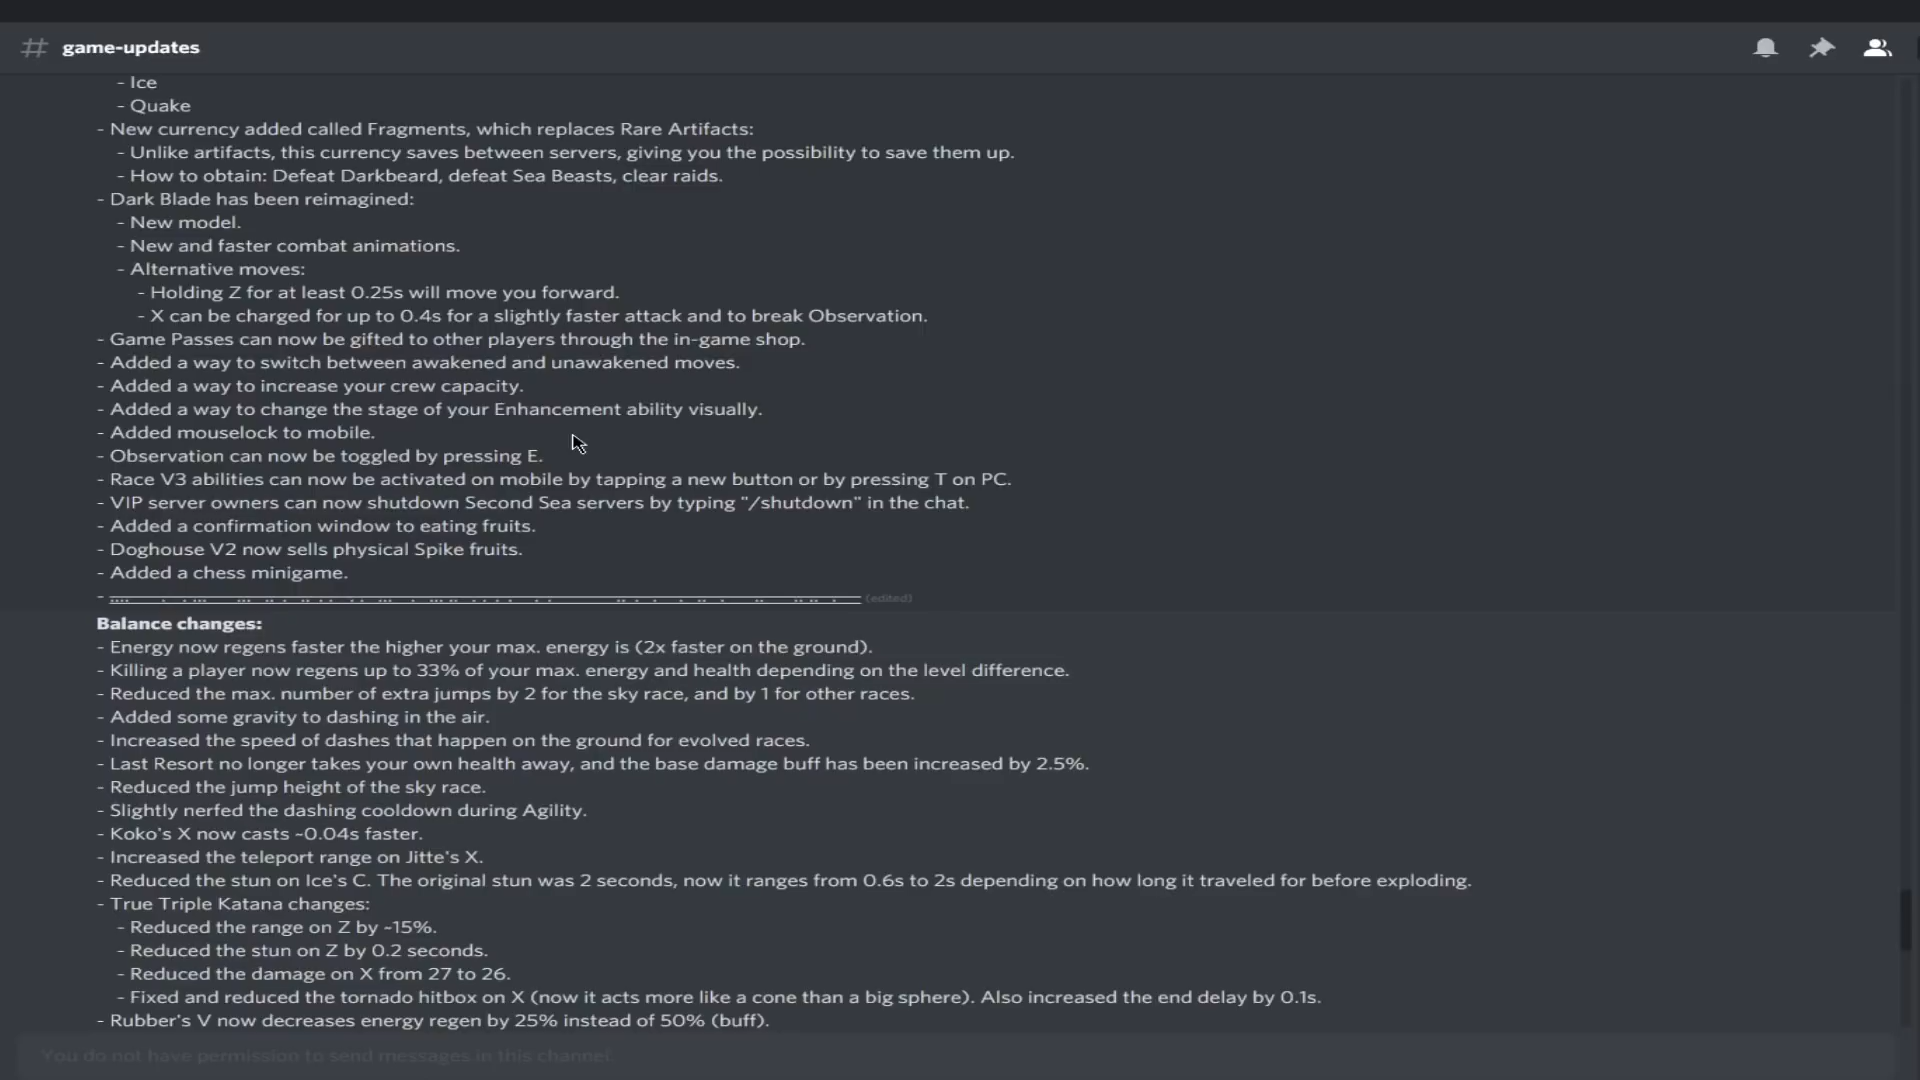 game-updates
- Ice
- Quake
- New currency added called Fragments, which replaces Rare Artifacts:
- Unlike artifacts, this currency saves between servers, giving you the possibility to save them up.
- How to obtain: Defeat Darkbeard, defeat Sea Beasts, clear raids.
- Dark Blade has been reimagined:
- New model.
- New and faster combat animations.
- Alternative moves:
- Holding Z for at least 0.25s will move you forward.
- X can be charged for up to 0.4s for a slightly faster attack and to break Observation.
- Game Passes can now be gifted to other players through the in-game shop.
- Added a way to switch between awakened and unawakened moves.
- Added a way to increase your crew capacity.
- Added a way to change the stage of your Enhancement ability visually.
- Added mouselock to mobile.
- Observation can now be toggled by pressing E.
- Race V3 abilities can now be activated on mobile by tapping a new button or by pressing T on PC.
- VIP server owners can now shutdown Second Sea servers by typing "/shutdown" in the chat.
- Added a confirmation window to eating fruits.
- Doghouse V2 now sells physical Spike fruits.
- Added a chess minigame.
- (edited)
Balance changes:
- Energy now regens faster the higher your max. energy is (2x faster on the ground).
- Killing a player now regens up to 33% of your max. energy and health depending on the level difference.
- Reduced the max. number of extra jumps by 2 for the sky race, and by 1 for other races.
- Added some gravity to dashing in the air.
- Increased the speed of dashes that happen on the ground for evolved races.
- Last Resort no longer takes your own health away, and the base damage buff has been increased by 2.5%.
- Reduced the jump height of the sky race.
- Slightly nerfed the dashing cooldown during Agility.
- Koko's X now casts ~0.04s faster.
- Increased the teleport range on Jitte's X.
- Reduced the stun on Ice's C. The original stun was 2 seconds, now it ranges from 0.6s to 2s depending on how long it traveled for before exploding.
- True Triple Katana changes:
- Reduced the range on Z by ~15%.
- Reduced the stun on Z by 0.2 seconds.
- Reduced the damage on X from 27 to 26.
- Fixed and reduced the tornado hitbox on X (now it acts more like a cone than a big sphere). Also increased the end delay by 0.1s.
- Rubber's V now decreases energy regen by 25% instead of 50% (buff).
You do not have permission to send messages in this channel.